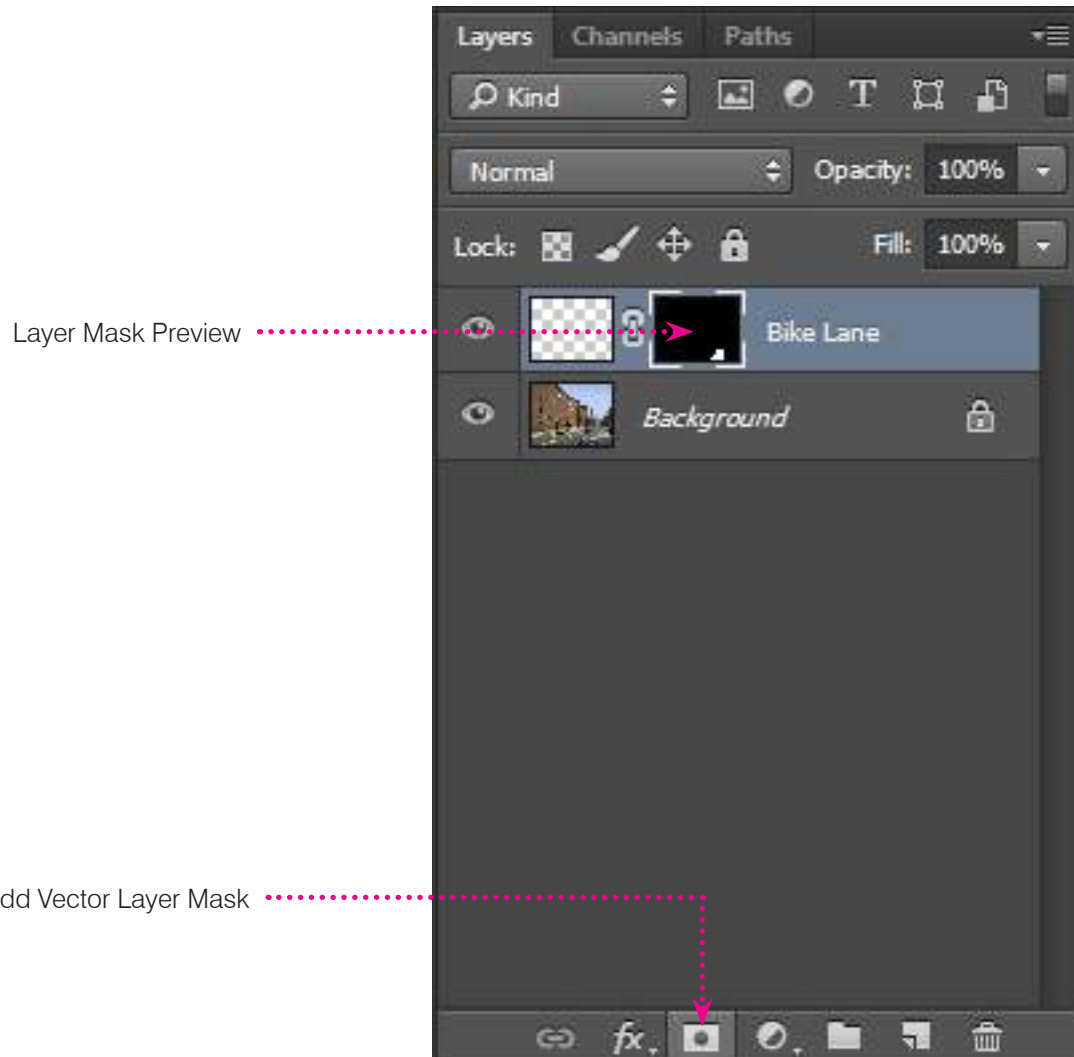 Layers Channels Paths
Kind T
Normal Opacity: 100%
Lock: Fill: 100%
Layer Mask Preview
Bike Lane
Background
dd Vector Layer Mask
fx